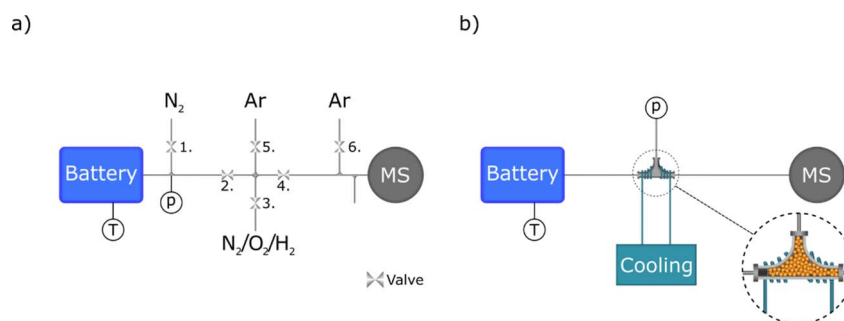 a)
N₂ Ar Ar
1. 5. 6.
Battery MS
2. 4.
p
3.
T
N₂/O₂/H₂
Valve
b)
p
Battery MS
T
Cooling